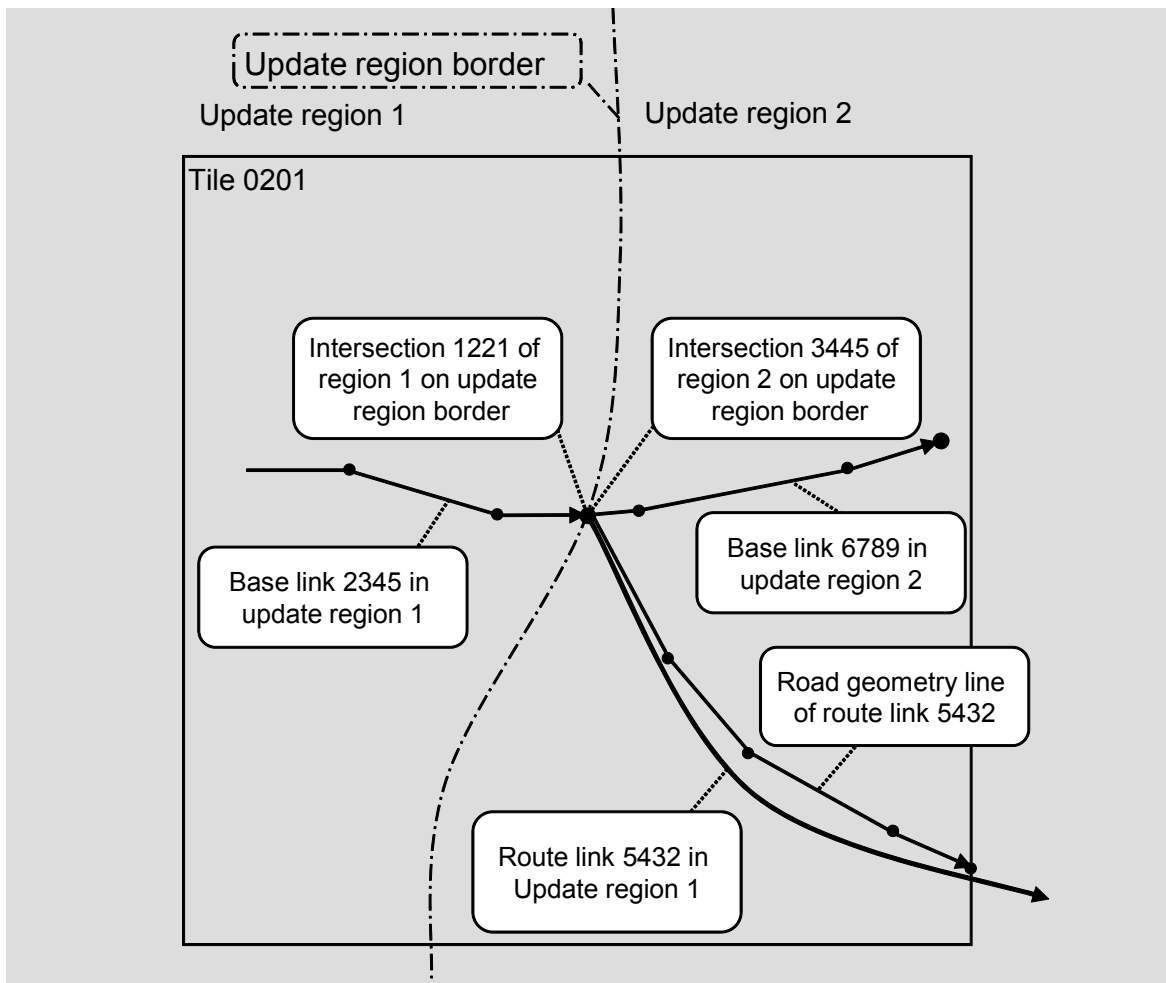 Update region border
Update region 1
Update region 2
Tile 0201
Intersection 1221 of
region 1 on update
region border
Intersection 3445 of
region 2 on update
region border
Base link 2345 in
update region 1
Base link 6789 in
update region 2
Road geometry line
of route link 5432
Route link 5432 in
Update region 1